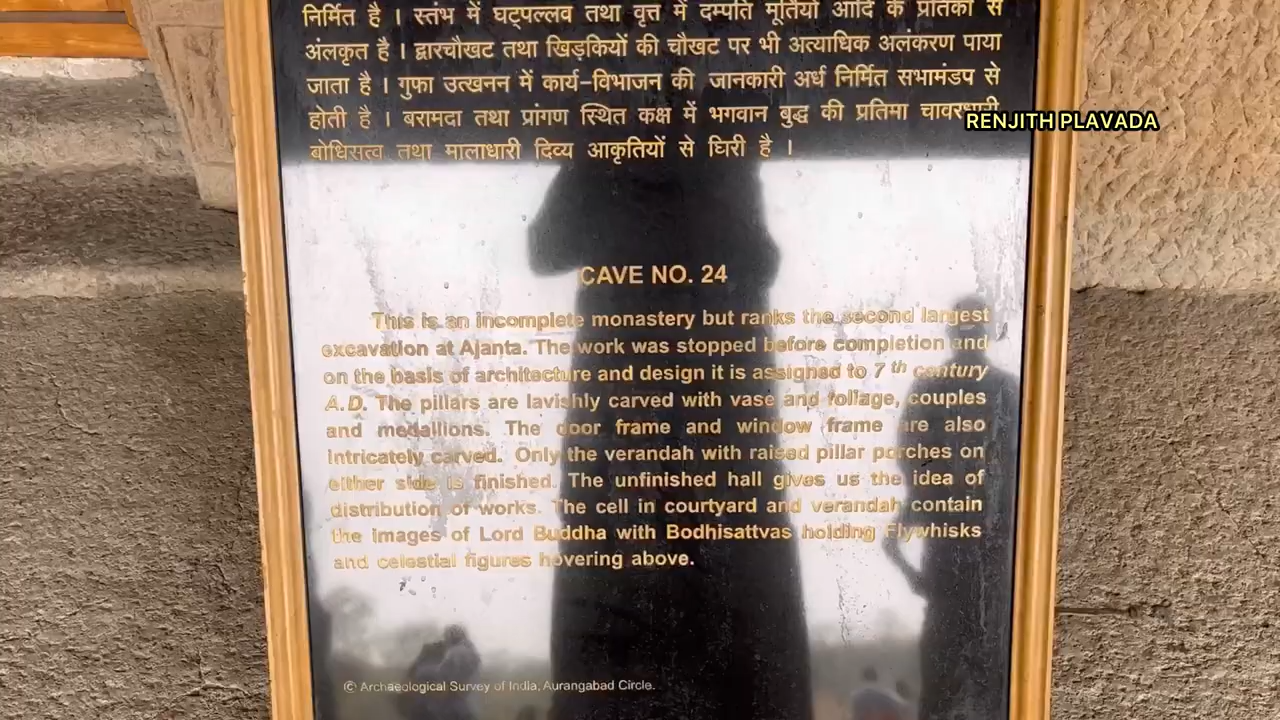 निर्मित है । स्तंभ में घट्पल्लव तथा वृत्त में दम्पति मूर्तियों आदि के प्रतिकों से
अंलकृत है । द्वारचौखट तथा खिड़कियों की चौखट पर भी अत्याधिक अलंकरण पाया
जाता है । गुफा उत्खनन में कार्य-विभाजन की जानकारी अर्ध निर्मित सभामंडप से
होती है । बरामदा तथा प्रांगण स्थित कक्ष में भगवान बुद्ध की प्रतिमा चावरधारी
RENJITH PLAVADA
बोधिसत्व तथा मालाधारी दिव्य आकृतियों से घिरी है ।
CAVE NO. 24
This is an incomplete monastery but ranks the second largest
excavation at Ajanta. The work was stopped before completion and
on the basis of architecture and design it is assigned to 7 th century
A.D. The pillars are lavishly carved with vase and foliage, couples
and medallions. The door frame and window frame are also
intricately carved. Only the verandah with raised pillar porches on
either side is finished. The unfinished hall gives us the idea of
distribution of works. The cell in courtyard and verandah contain
the images of Lord Buddha with Bodhisattvas holding Flywhisks
and celestial figures hovering above.
© Archaeological Survey of India, Aurangabad Circle.